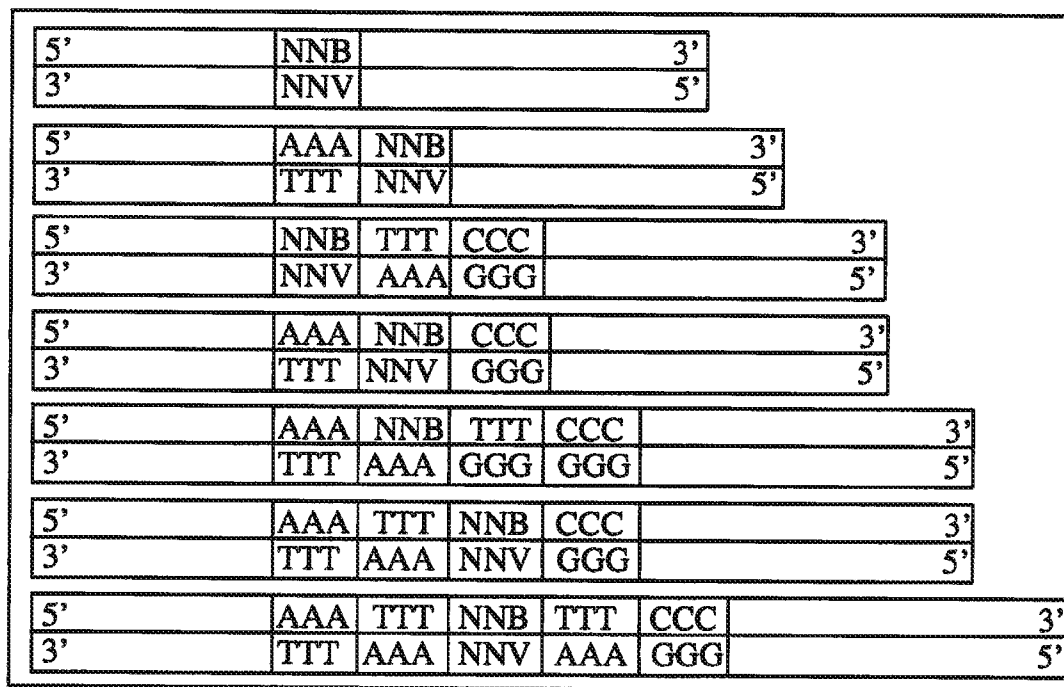 5' NNB 3'
3' NNV 5'
5' AAA NNB 3'
3' TTT NNV 5'
5' NNB TTT CCC 3'
3' NNV AAA GGG 5'
5' AAA NNB CCC 3'
3' TTT NNV GGG 5'
5' AAA NNB TTT CCC 3'
3' TTT AAA GGG GGG 5'
5' AAA TTT NNB CCC 3'
3' TTT AAA NNV GGG 5'
5' AAA TTT NNB TTT CCC 3'
3' TTT AAA NNV AAA GGG 5'